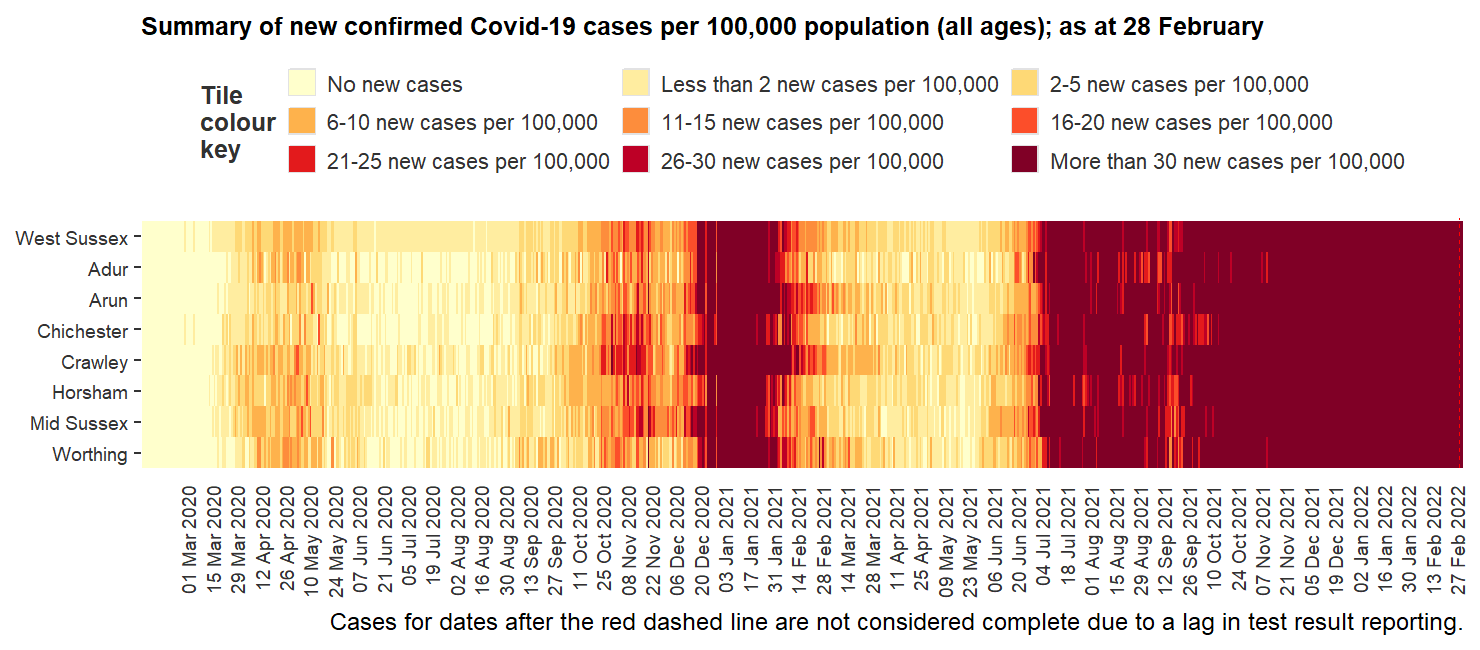 Summary of new confirmed Covid-19 cases per 100,000 population (all ages); as at 28 February
Tile
colour
key
No new cases
Less than 2 new cases per 100,000
2-5 new cases per 100,000
6-10 new cases per 100,000
11-15 new cases per 100,000
16-20 new cases per 100,000
21-25 new cases per 100,000
26-30 new cases per 100,000
More than 30 new cases per 100,000
West Sussex
Adur
Arun
Chichester
Crawley
Horsham
Mid Sussex
Worthing
01 Mar 2020
15 Mar 2020
29 Mar 2020
12 Apr 2020
26 Apr 2020
10 May 2020
24 May 2020
07 Jun 2020
21 Jun 2020
05 Jul 2020
19 Jul 2020
02 Aug 2020
16 Aug 2020
30 Aug 2020
13 Sep 2020
27 Sep 2020
11 Oct 2020
25 Oct 2020
08 Nov 2020
22 Nov 2020
06 Dec 2020
20 Dec 2020
03 Jan 2021
17 Jan 2021
31 Jan 2021
14 Feb 2021
28 Feb 2021
14 Mar 2021
28 Mar 2021
11 Apr 2021
25 Apr 2021
09 May 2021
23 May 2021
06 Jun 2021
20 Jun 2021
04 Jul 2021
18 Jul 2021
01 Aug 2021
15 Aug 2021
29 Aug 2021
12 Sep 2021
26 Sep 2021
10 Oct 2021
24 Oct 2021
07 Nov 2021
21 Nov 2021
05 Dec 2021
19 Dec 2021
02 Jan 2022
16 Jan 2022
30 Jan 2022
13 Feb 2022
27 Feb 2022
Cases for dates after the red dashed line are not considered complete due to a lag in test result reporting.